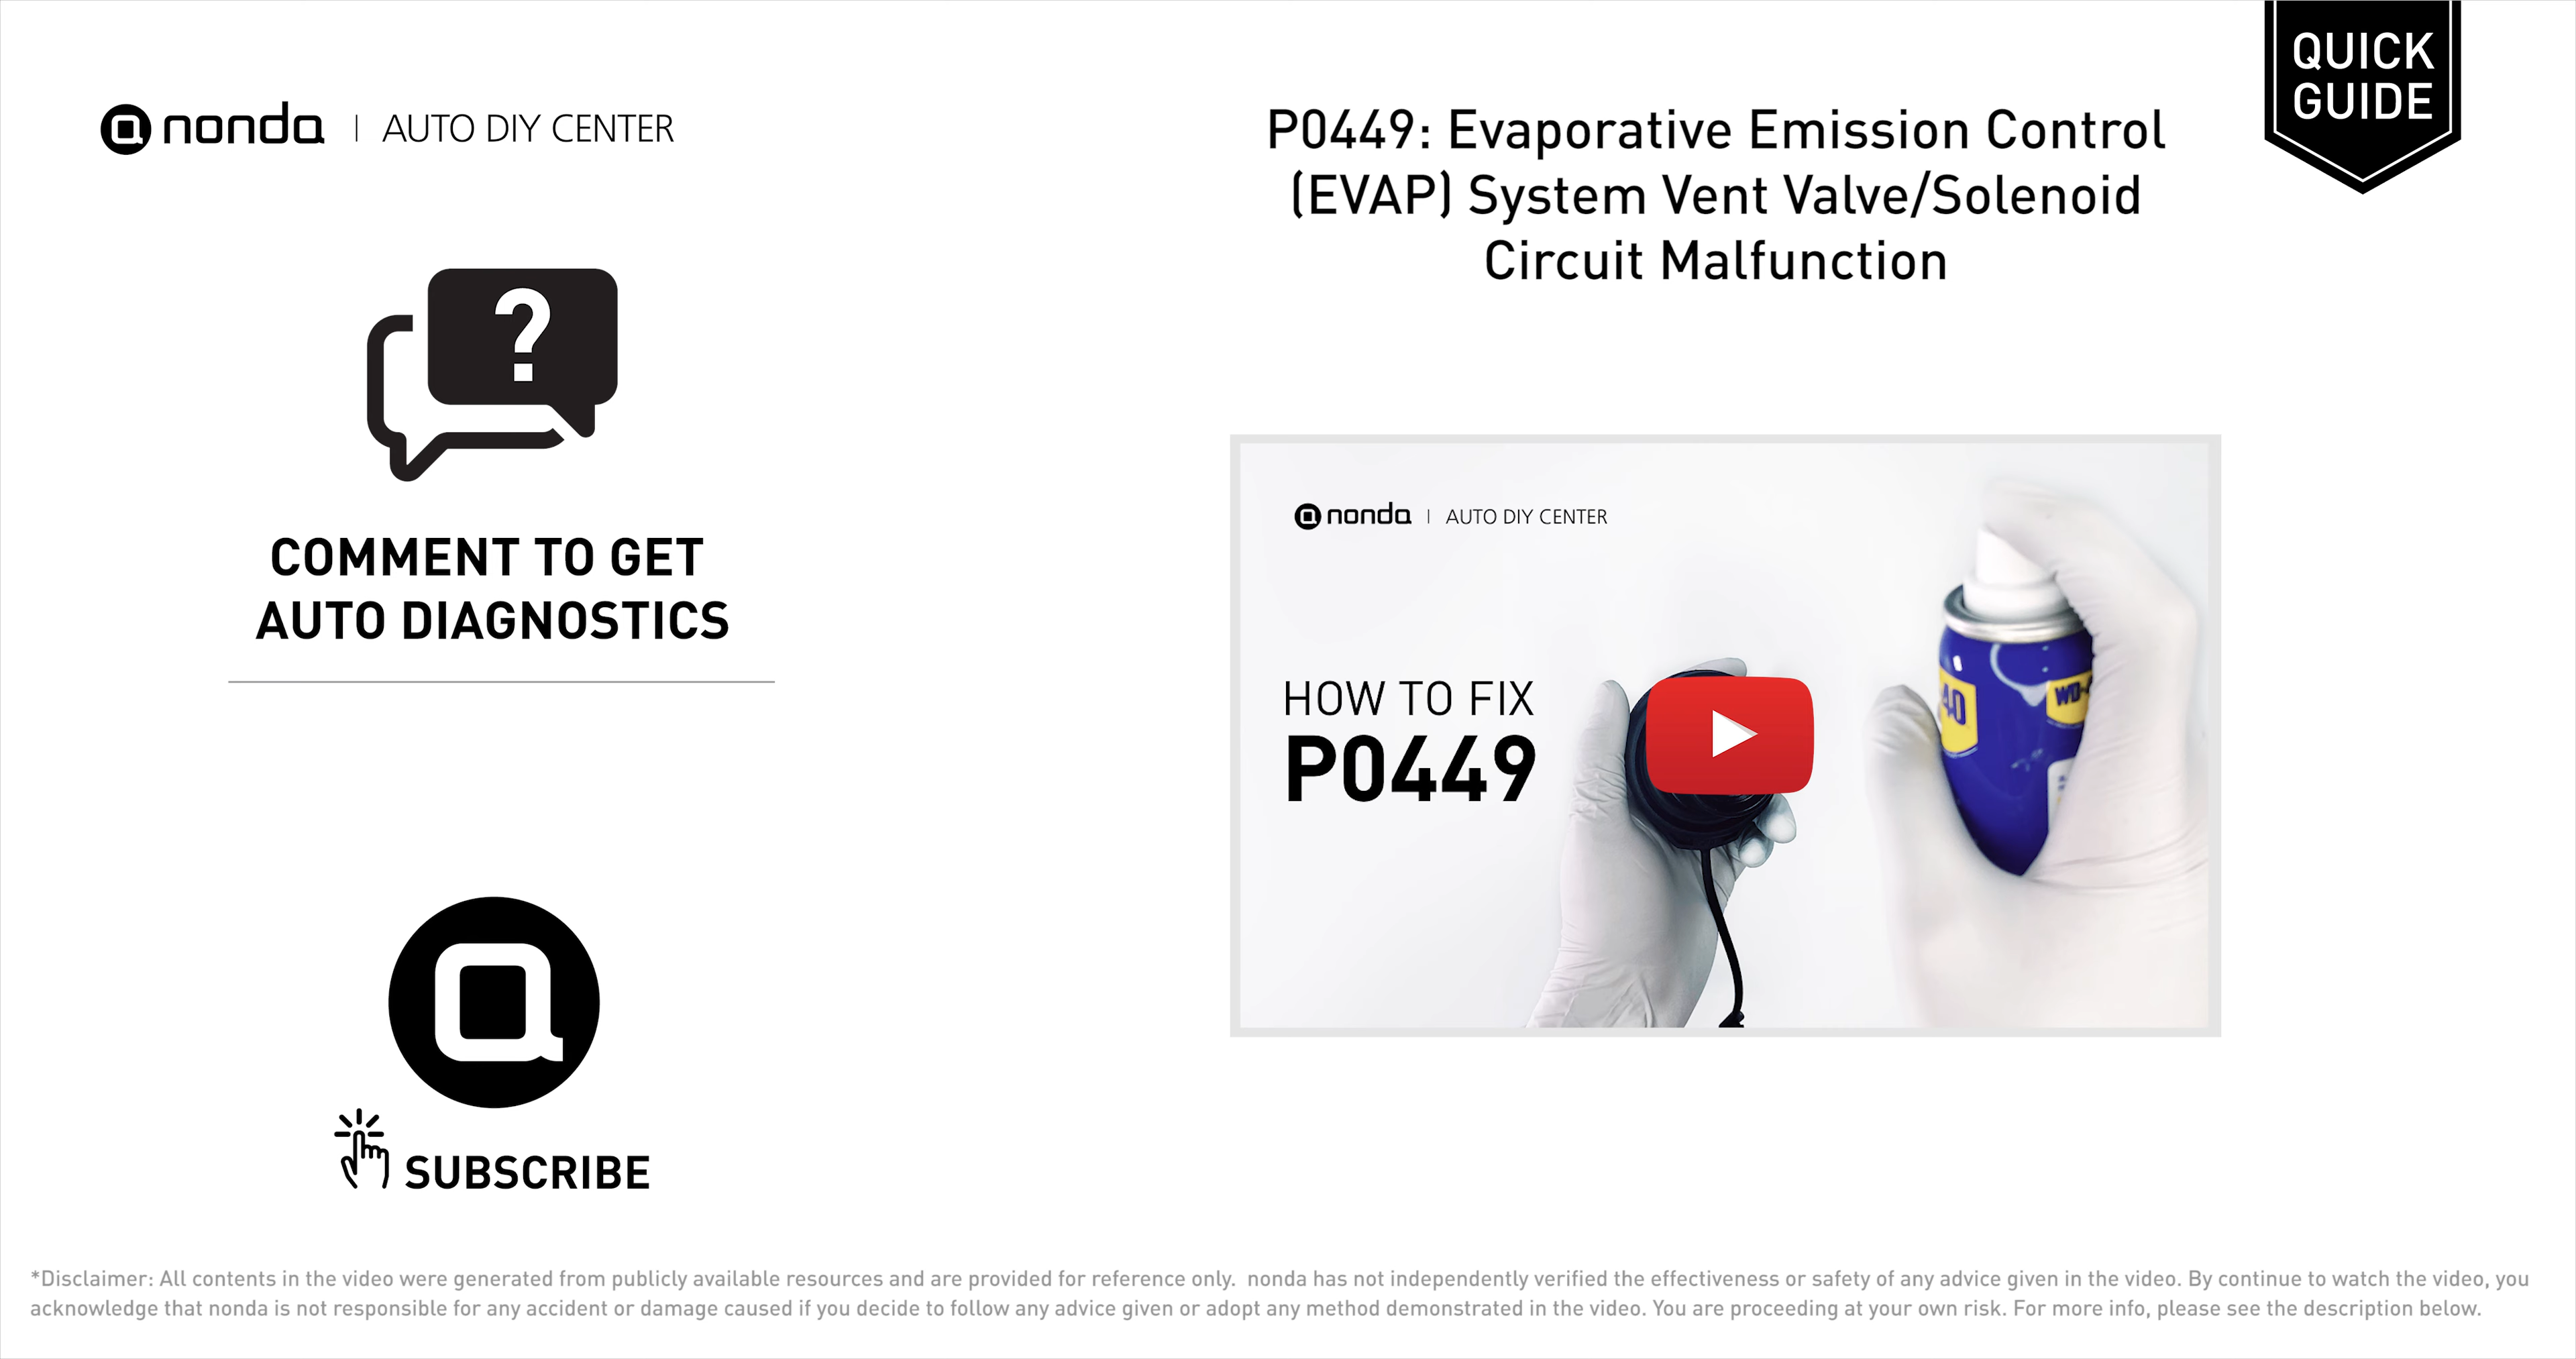 nonda | AUTO DIY CENTER
?
COMMENT TO GET
AUTO DIAGNOSTICS
SUBSCRIBE
QUICK
GUIDE
P0449: Evaporative Emission Control
(EVAP) System Vent Valve/Solenoid
Circuit Malfunction
nonda | AUTO DIY CENTER
HOW TO FIX
P0449
40
WD-
*Disclaimer: All contents in the video were generated from publicly available resources and are provided for reference only. nonda has not independently verified the effectiveness or safety of any advice given in the video. By continue to watch the video, you
acknowledge that nonda is not responsible for any accident or damage caused if you decide to follow any advice given or adopt any method demonstrated in the video. You are proceeding at your own risk. For more info, please see the description below.